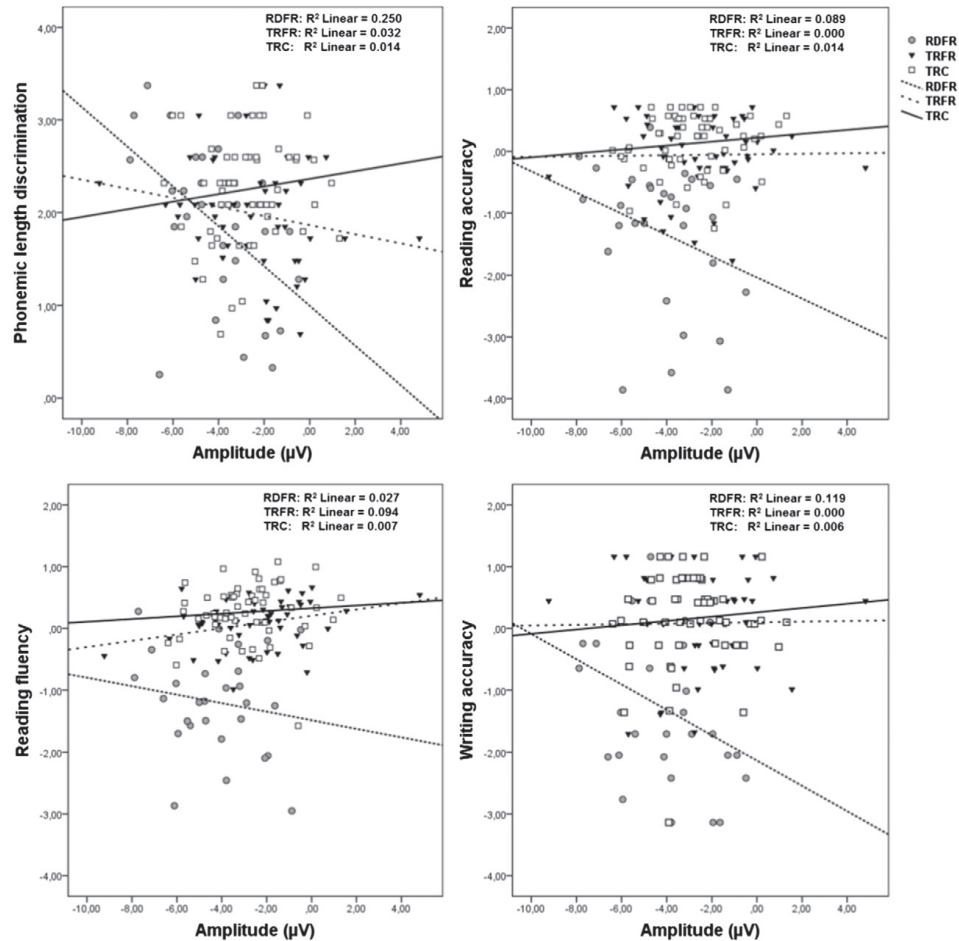 RDFR: R² Linear = 0.250
TRFR: R² Linear = 0.032
TRC: R² Linear = 0.014
Phonemic length discrimination
4,00
3,00
2,00
1,00
,00
-10,00 -8,00 -6,00 -4,00 -2,00 ,00 2,00 4,00
Amplitude (µV)
RDFR: R² Linear = 0.089
TRFR: R² Linear = 0.000
TRC: R² Linear = 0.014
Reading accuracy
2,00
1,00
,00
-1,00
-2,00
-3,00
-4,00
-10,00 -8,00 -6,00 -4,00 -2,00 ,00 2,00 4,00
Amplitude (µV)
RDFR
TRFR
TRC
RDFR
TRFR
TRC
RDFR: R² Linear = 0.027
TRFR: R² Linear = 0.094
TRC: R² Linear = 0.007
Reading fluency
2,00
1,00
,00
-1,00
-2,00
-3,00
-4,00
-10,00 -8,00 -6,00 -4,00 -2,00 ,00 2,00 4,00
Amplitude (µV)
RDFR: R² Linear = 0.119
TRFR: R² Linear = 0.000
TRC: R² Linear = 0.006
Writing accuracy
2,00
1,00
,00
-1,00
-2,00
-3,00
-4,00
-10,00 -8,00 -6,00 -4,00 -2,00 ,00 2,00 4,00
Amplitude (µV)